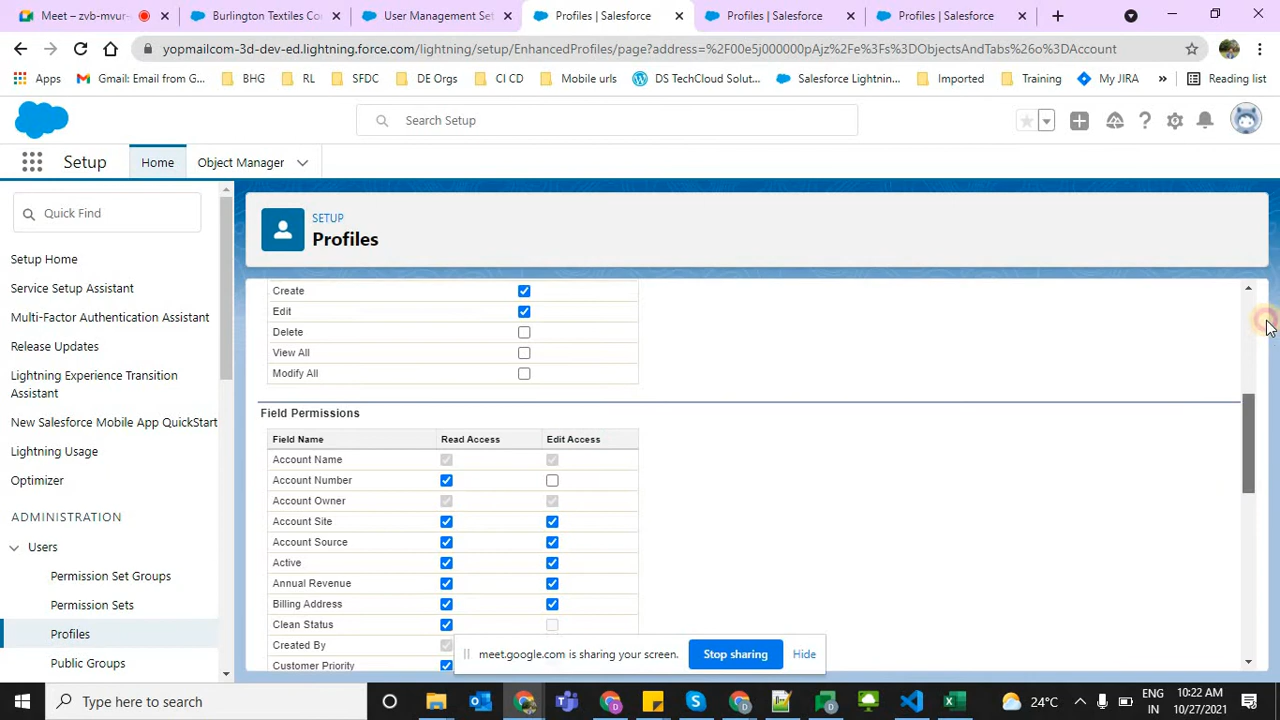 Meet – zvb-mvur-
Burlington Textiles Co
User Management Set
Profiles | Salesforce
Profiles | Salesforce
Profiles | Salesforce
yopmailcom-3d-dev-ed.lightning.force.com/lightning/setup/EnhancedProfiles/page?address=%2F00e5j000000eAjz%2Fe%3Fs%3DObjectsAndTabs%26o%3DAccount
Apps
Gmail: Email from G...
BHG
RL
SFDC
DE Orgs
CI CD
Mobile urls
DS TechCloud Solut...
Salesforce Lightnin...
Imported
Training
My JIRA
»
Reading list
Search Setup
Setup
Home
Object Manager
Quick Find
SETUP
Profiles
Setup Home
Service Setup Assistant
Multi-Factor Authentication Assistant
Release Updates
Lightning Experience Transition
Assistant
New Salesforce Mobile App QuickStart
Lightning Usage
Optimizer
ADMINISTRATION
Users
Permission Set Groups
Permission Sets
Profiles
Public Groups
Create
Edit
Delete
View All
Modify All
Field Permissions
Field Name Read Access Edit Access
Account Name
Account Number
Account Owner
Account Site
Account Source
Active
Annual Revenue
Billing Address
Clean Status
Created By
Customer Priority
meet.google.com is sharing your screen.
Stop sharing
Hide
Type here to search
24°C
ENG
IN
10:22 AM
10/27/2021